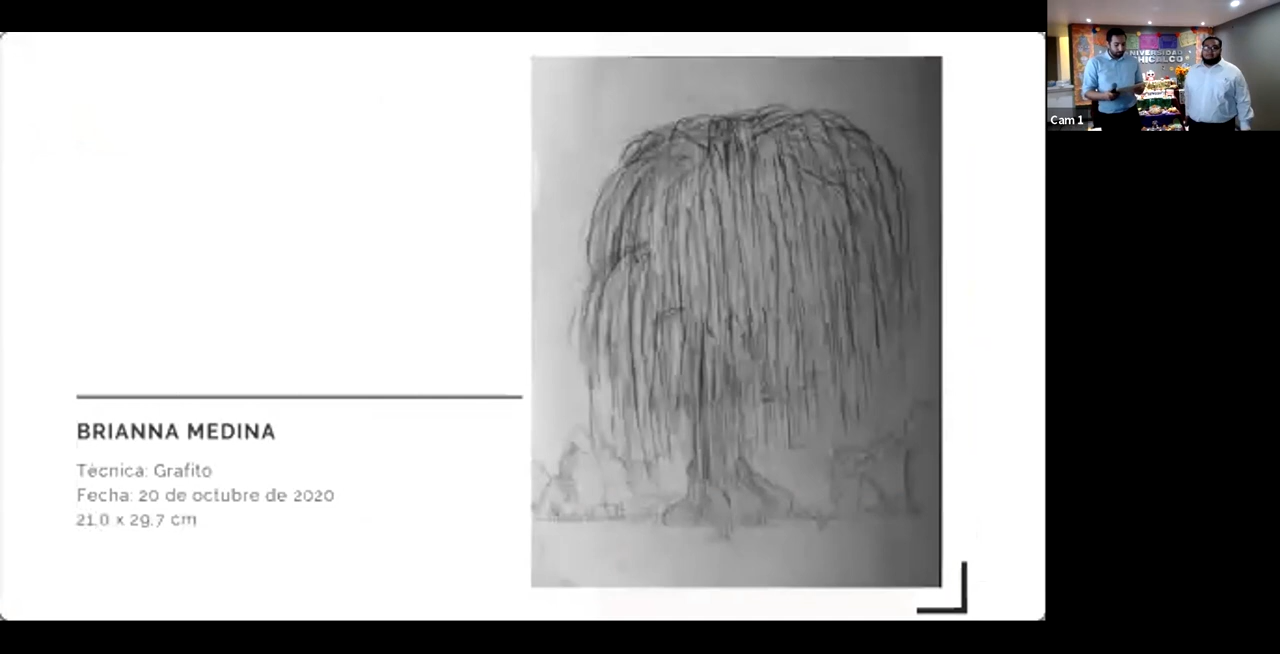 BRIANNA MEDINA
Técnica: Grafito
Fecha: 20 de octubre de 2020
21.0 x 29.7 cm
Cam 1